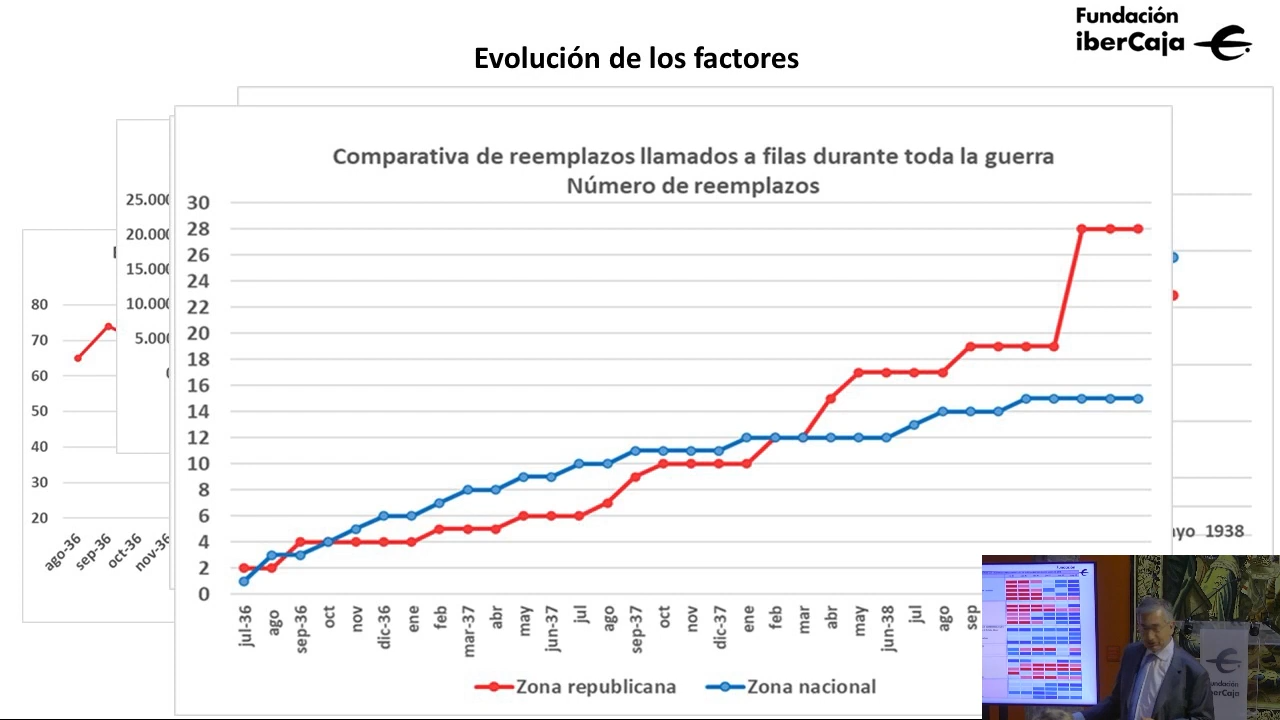 Fundación
iberCaja
Evolución de los factores
Comparativa de reemplazos llamados a filas durante toda la guerra
Número de reemplazos
30
28
26
24
22
20
18
16
14
12
10
8
6
4
2
0
jul-36
ago
sep-36
oct
nov
dic-36
ene
feb
mar-37
abr
may
jun-37
jul
ago
sep-37
oct
nov
dic-37
ene
feb
mar
abr
may
jun-38
jul
ago
sep
Zona republicana
Zona nacional
25.000
20.000
15.000
10.000
5.000
0
80
70
60
50
40
30
20
ago-36
sep-36
oct-36
nov-36
yo 1938
Fundación
iberCaja